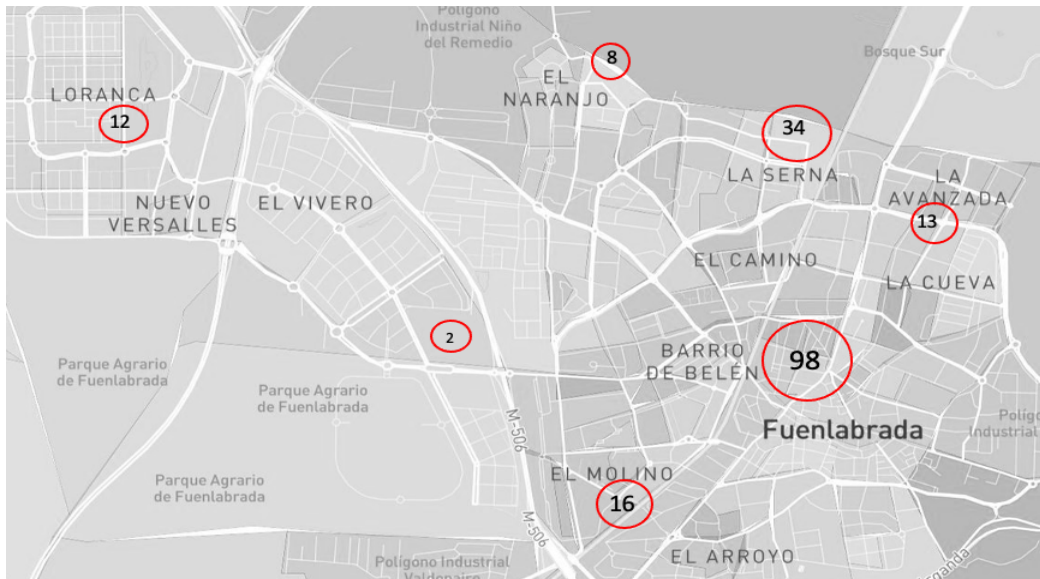 Polígono
Industrial Niño
del Remedio
8
EL
NARANJO
Bosque Sur
LORANCA
12
34
LA SERNA
LA
AVANZADA
13
NUEVO
VERSALLES
EL VIVERO
EL CAMINO
LA CUEVA
2
BARRIO
DE BELÉN
98
Parque Agrario
de Fuenlabrada
Parque Agrario
de Fuenlabrada
M-506
Fuenlabrada
Industrial
Parque Agrario
de Fuenlabrada
EL MOLINO
16
M-506
EL ARROYO
Polígono Industrial